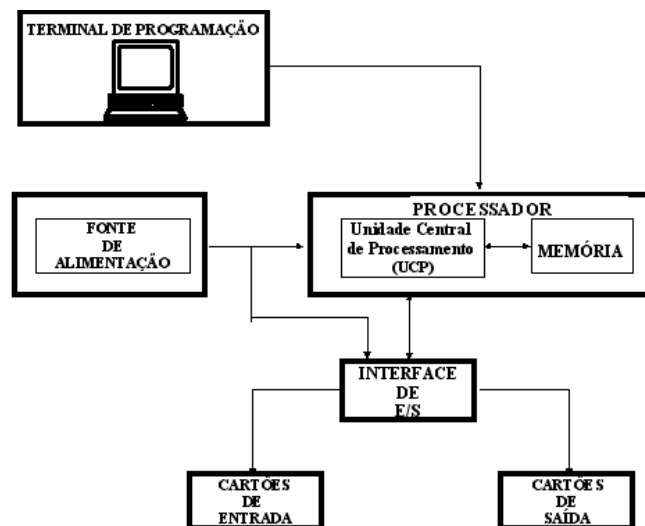 TERMINAL DE PROGRAMAÇÃO
FONTE
DE
ALIMENTAÇÃO
PROCESSADOR
Unidade Central
de Processamento
(UCP)
MEMÓRIA
INTERFACE
DE
E/S
CARTÕES
DE
ENTRADA
CARTÕES
DE
SAÍDA